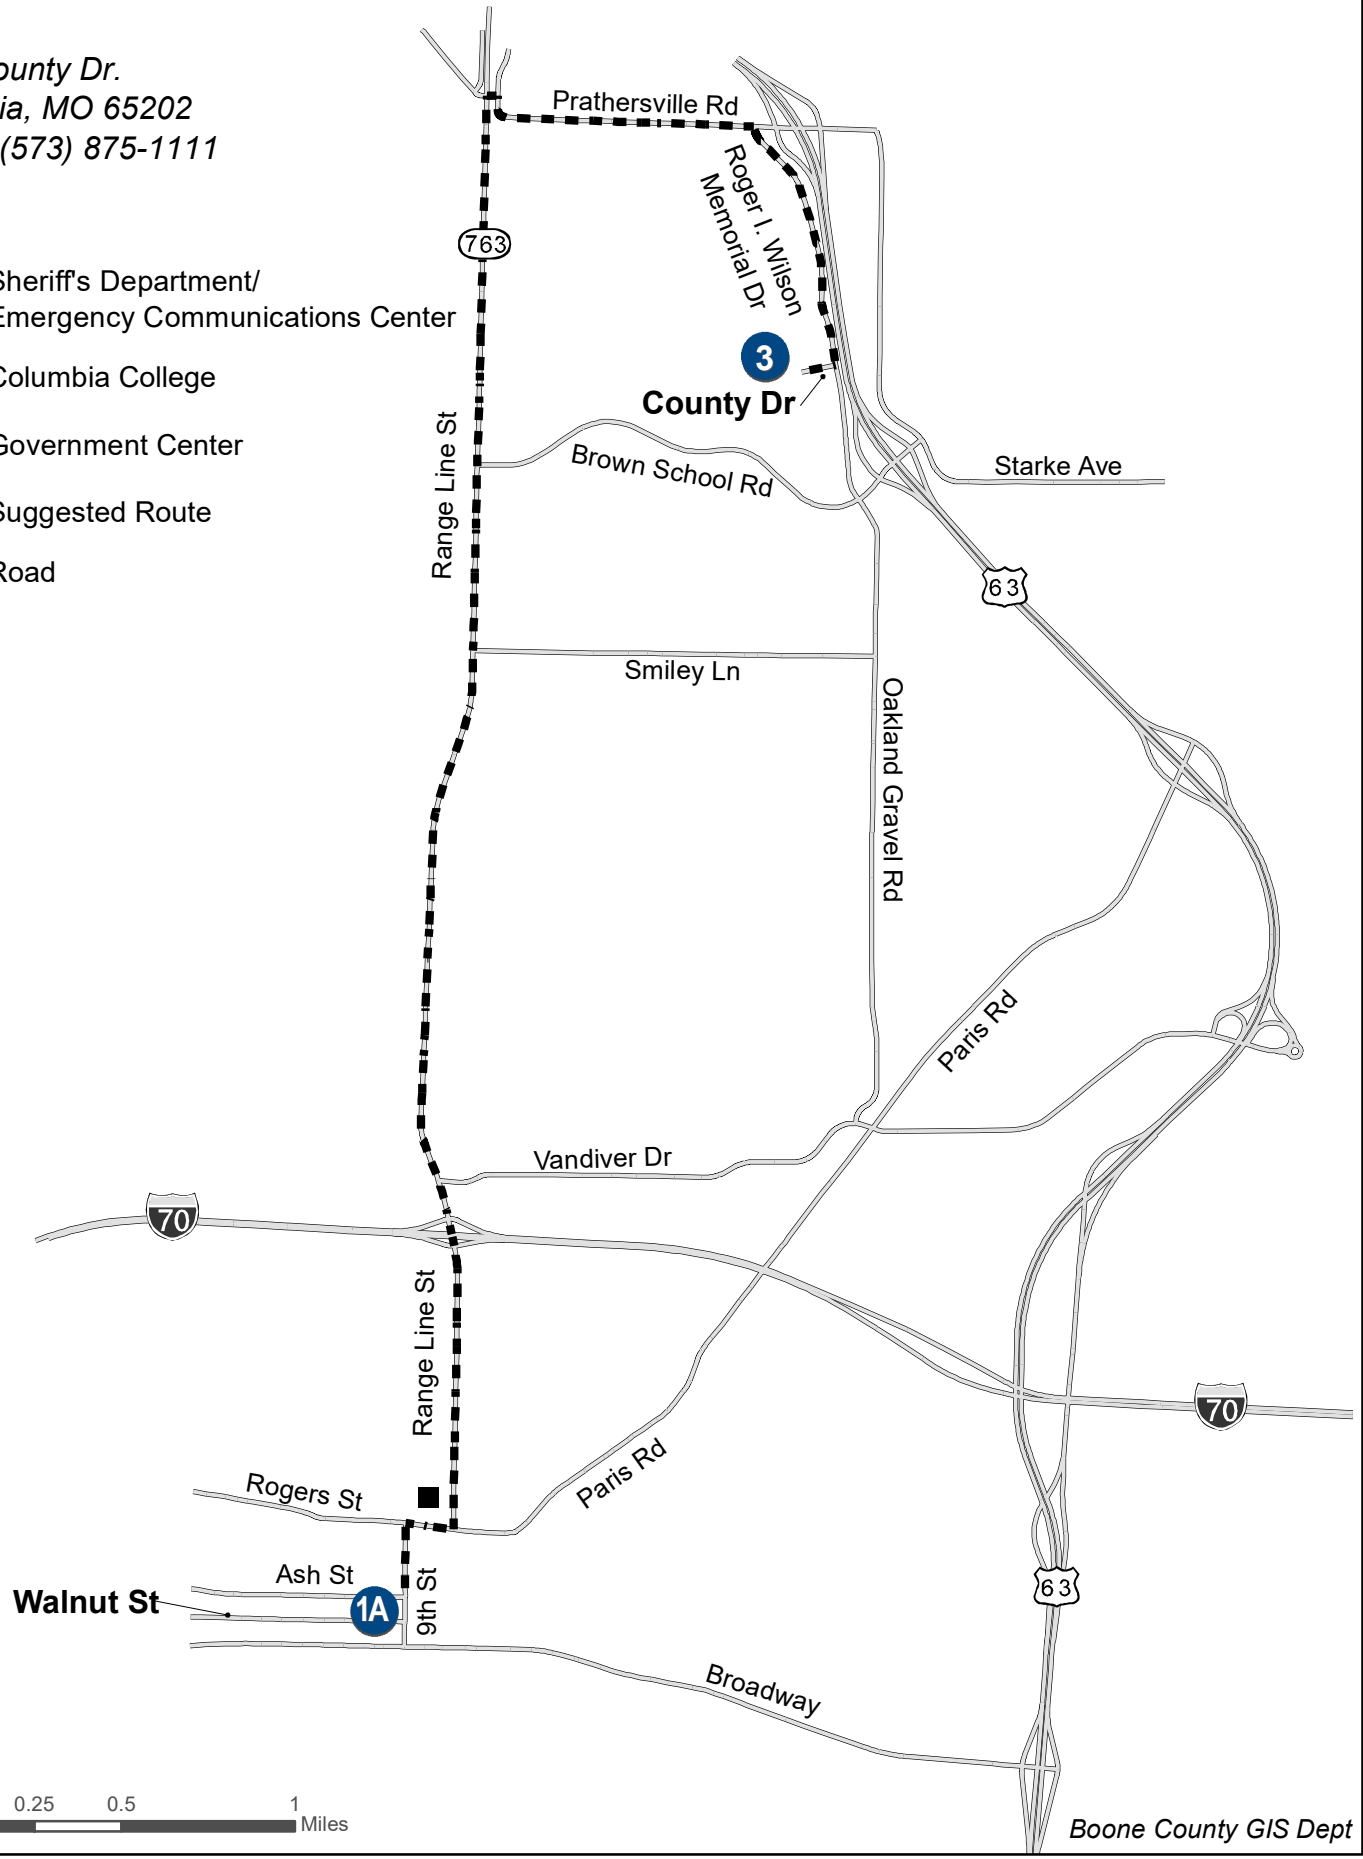 ounty Dr.
ia, MO 65202
(573) 875-1111
Prathersville Rd
Roger I. Wilson
Memorial Dr
763
Sheriff's Department/
Emergency Communications Center
3
Columbia College
County Dr
Range Line St
Government Center
Brown School Rd
Starke Ave
Suggested Route
Road
63
Smiley Ln
Oakland Gravel Rd
Paris Rd
Vandiver Dr
70
Range Line St
70
Paris Rd
Rogers St
Ash St
Walnut St
1A
9th St
63
Broadway
0.25 0.5 1
Miles
Boone County GIS Dept